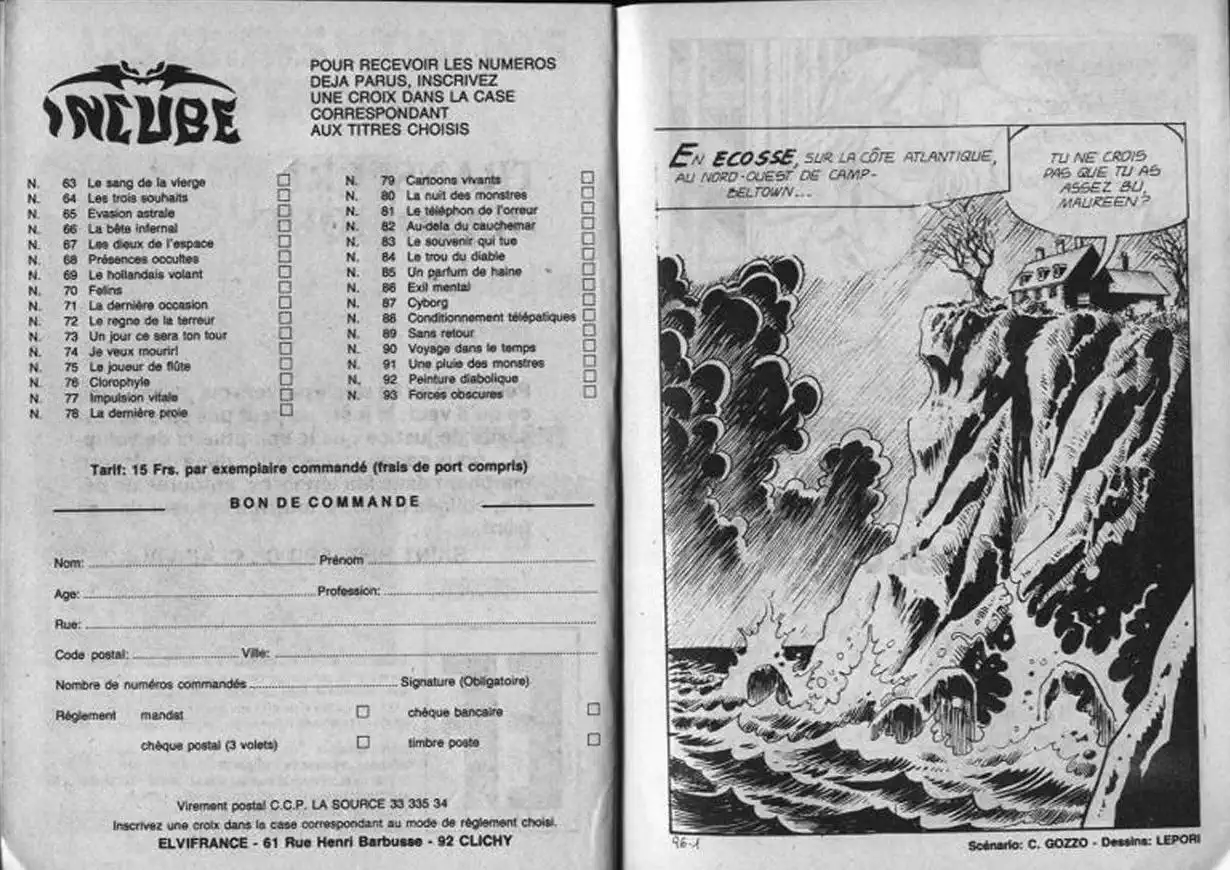 INCUBE
POUR RECEVOIR LES NUMEROS
DEJA PARUS, INSCRIVEZ
UNE CROIX DANS LA CASE
CORRESPONDANT
AUX TITRES CHOISIS
N. 63 Le sang de la vierge
N. 64 Les trois souhaits
N. 65 Evasion astrale
N. 66 La bête infernal
N. 67 Les dieux de l'espace
N. 68 Présences occultes
N. 69 Le hollandais volant
N. 70 Felins
N. 71 La dernière occasion
N. 72 Le regne de la terreur
N. 73 Un jour ce sera ton tour
N. 74 Je veux mourir!
N. 75 Le joueur de flûte
N. 76 Clorophyle
N. 77 Impulsion vitale
N. 78 La dernière proie
N. 79 Cartoons vivants
N. 80 La nuit des monstres
N. 81 Le téléphon de l'orreur
N. 82 Au-dela du cauchemar
N. 83 Le souvenir qui tue
N. 84 Le trou du diable
N. 85 Un parfum de haine
N. 86 Exil mental
N. 87 Cyborg
N. 88 Conditionnement télépatiques
N. 89 Sans retour
N. 90 Voyage dans le temps
N. 91 Une pluie des monstres
N. 92 Peinture diabolique
N. 93 Forces obscures
Tarif: 15 Frs. par exemplaire commandé (frais de port compris)
BON DE COMMANDE
Nom: Prénom
Age: Profession:
Rue:
Code postal: Ville:
Nombre de numéros commandés Signature (Obligatoire)
Réglement mandat chèque bancaire
chèque postal (3 volets) timbre poste
Virement postal C.C.P. LA SOURCE 33 335 34
Inscrivez une croix dans la case correspondant au mode de réglement choisi.
ELVIFRANCE - 61 Rue Henri Barbusse - 92 CLICHY
EN ECOSSE, SUR LA CÔTE ATLANTIQUE,
AU NORD-OUEST DE CAMP-
BELTOWN...
TU NE CROIS
PAS QUE TU AS
ASSEZ BU,
MAUREEN?
96-1
Scénario: C. GOZZO - Dessins: LEPORI